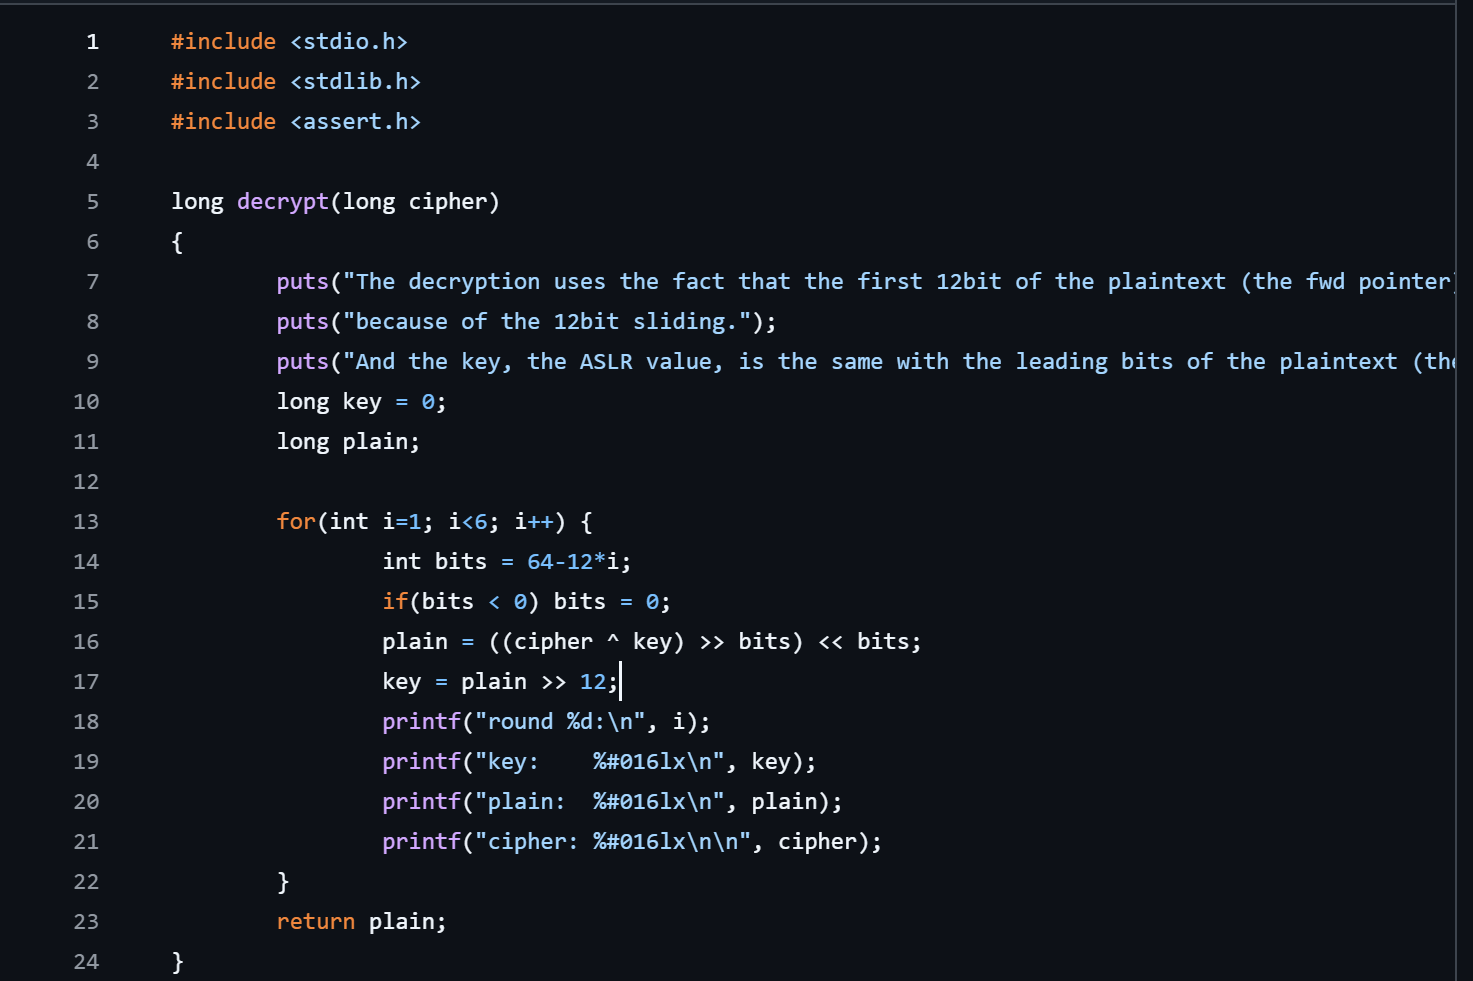 1 #include <stdio.h>
2 #include <stdlib.h>
3 #include <assert.h>
4
5 long decrypt(long cipher)
6 {
7 puts("The decryption uses the fact that the first 12bit of the plaintext (the fwd pointer)
8 puts("because of the 12bit sliding.");
9 puts("And the key, the ASLR value, is the same with the leading bits of the plaintext (the
10 long key = 0;
11 long plain;
12
13 for(int i=1; i<6; i++) {
14 int bits = 64-12*i;
15 if(bits < 0) bits = 0;
16 plain = ((cipher ^ key) >> bits) << bits;
17 key = plain >> 12;
18 printf("round %d:\n", i);
19 printf("key:    %#016lx\n", key);
20 printf("plain:  %#016lx\n", plain);
21 printf("cipher: %#016lx\n\n", cipher);
22 }
23 return plain;
24 }